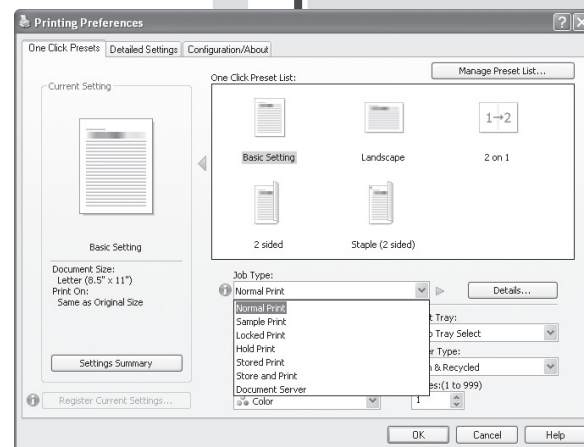 Printing Preferences
One Click Presets Detailed Settings Configuration/About
Current Setting
Basic Setting
Document Size:
Letter (8.5" x 11")
Print On:
Same as Original Size
Settings Summary
Register Current Settings...
One Click Preset List:
Manage Preset List...
Basic Setting Landscape 2 on 1
1→2
2 sided Staple (2 sided)
Job Type:
Normal Print
Details...
Normal Print
Sample Print
Locked Print
Hold Print
Stored Print
Store and Print
Document Server
Color
Tray:
Tray Select
Type:
& Recycled
(1 to 999)
1
OK Cancel Help